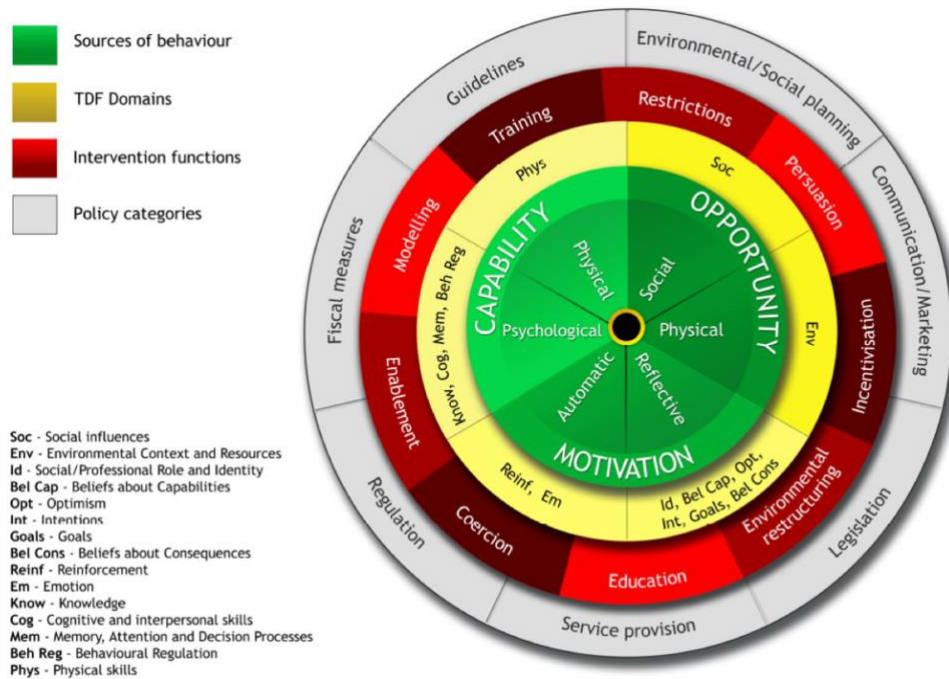 Sources of behaviour
TDF Domains
Intervention functions
Policy categories
Soc - Social influences
Env - Environmental Context and Resources
Id - Social/Professional Role and Identity
Bel Cap - Beliefs about Capabilities
Opt - Optimism
Int - Intentions
Goals - Goals
Bel Cons - Beliefs about Consequences
Reinf - Reinforcement
Em - Emotion
Know - Knowledge
Cog - Cognitive and interpersonal skills
Mem - Memory, Attention and Decision Processes
Beh Reg - Behavioural Regulation
Phys - Physical skills
Guidelines
Environmental/Social planning
Communication/Marketing
Legislation
Service provision
Regulation
Fiscal measures
Training
Restrictions
Persuasion
Incentivisation
Environmental
restructuring
Education
Coercion
Enablement
Modelling
Phys
Soc
Env
Id, Bel Cap, Opt,
Int, Goals, Bel Cons
Reinf, Em
Know, Cog, Mem, Beh Reg
CAPABILITY
OPPORTUNITY
MOTIVATION
Physical
Social
Physical
Reflective
Automatic
Psychological